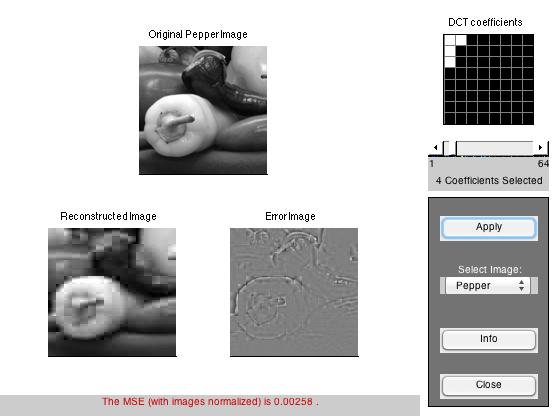 Original Pepper Image
DCT coefficients
1
64
4 Coefficients Selected
Reconstructed Image
Error Image
Apply
Select Image:
Pepper
Info
Close
The MSE (with images normalized) is 0.00258 .